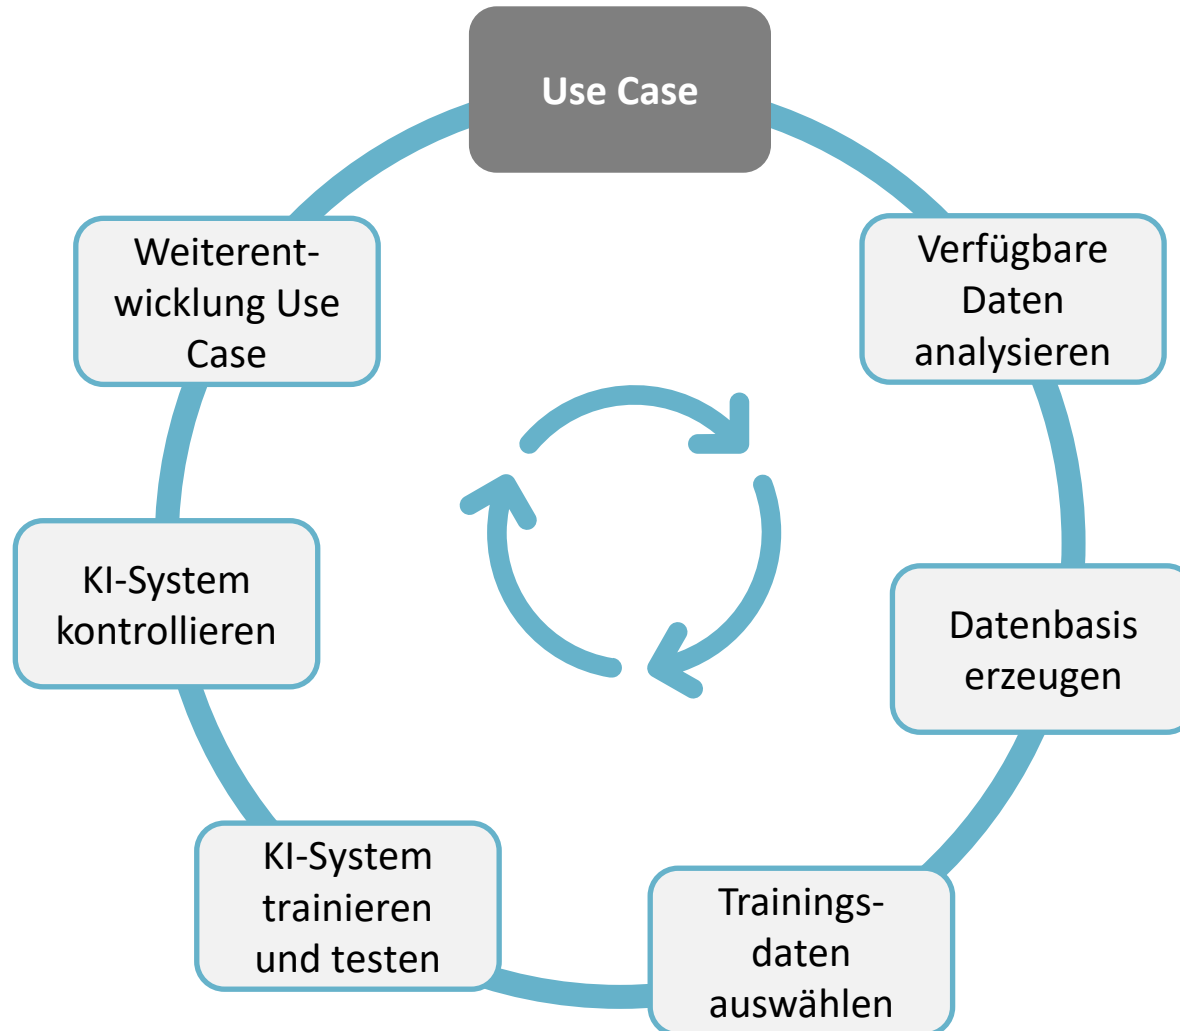 Use Case
Verfügbare
Daten
analysieren
Datenbasis
erzeugen
Trainings-
daten
auswählen
KI-System
trainieren
und testen
KI-System
kontrollieren
Weiterent-
wicklung Use
Case